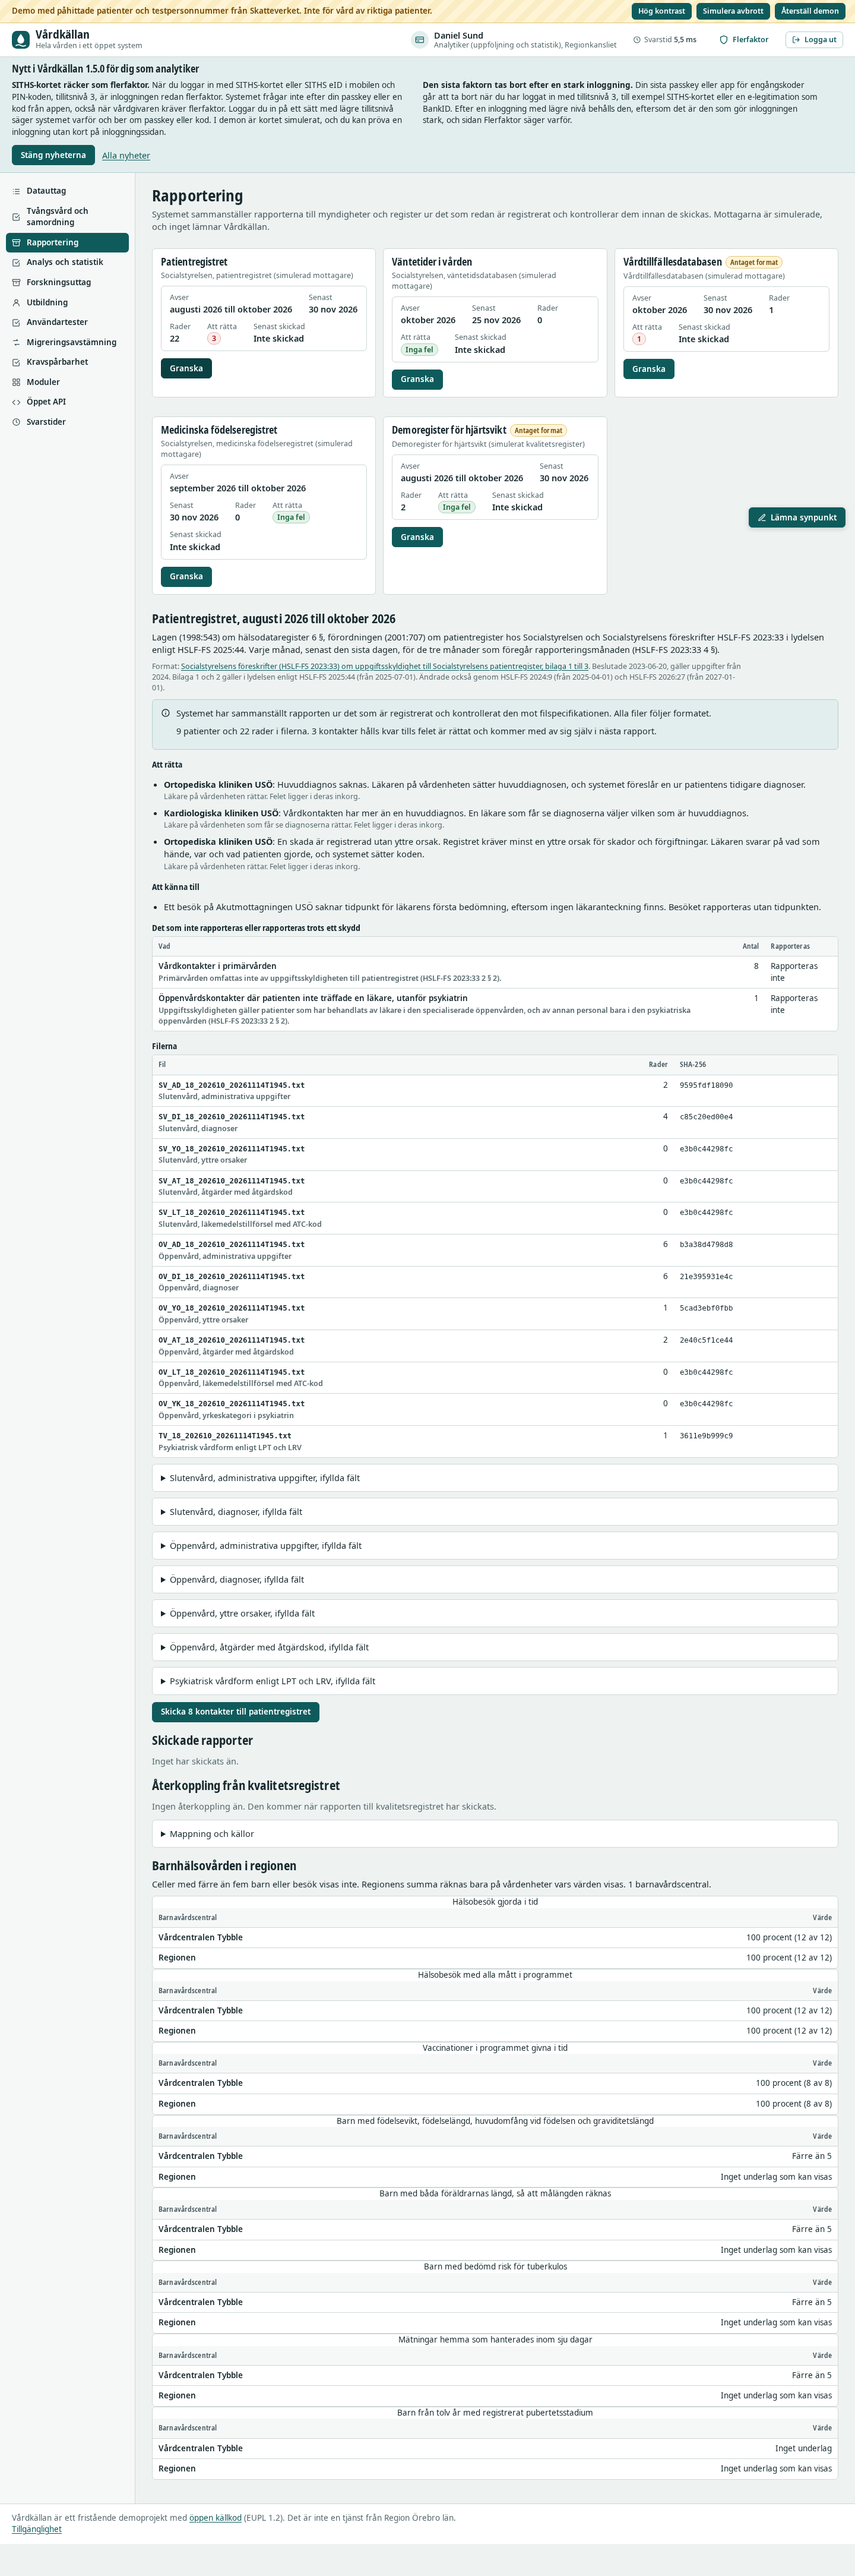 Demo med påhittade patienter och testpersonnummer från Skatteverket. Inte för vård av riktiga patienter.
Hög kontrast
Simulera avbrott
Återställ demon
Vårdkällan
Hela vården i ett öppet system
Daniel Sund
Analytiker (uppföljning och statistik), Regionkansliet
Svarstid 5,5 ms
Flerfaktor
Logga ut
Nytt i Vårdkällan 1.5.0 för dig som analytiker
SITHS-kortet räcker som flerfaktor. När du loggar in med SITHS-kortet eller SITHS eID i mobilen och
PIN-koden, tillitsnivå 3, är inloggningen redan flerfaktor. Systemet frågar inte efter din passkey eller en
kod från en app också, när vårdgivaren kräver flerfaktor. Loggar du in på ett sätt med lägre tillitsnivå
säger systemet varför och ber om passkey eller kod. I demon är kortet simulerat, och du kan pröva en
inloggning utan kort på inloggningssidan.
Den sista faktorn tas bort efter en stark inloggning. Din sista passkey eller app för engångskoder
går att ta bort när du har loggat in med tillitsnivå 3, till exempel SITHS-kortet eller en e-legitimation som
BankID. Efter en inloggning med lägre nivå behålls den, eftersom det är den som gör inloggningen
stark, och sidan Flerfaktor säger varför.
Stäng nyheterna
Alla nyheter
Datauttag
Tvångsvård och
samordning
Rapportering
Analys och statistik
Forskningsuttag
Utbildning
Användartester
Migreringsavstämning
Kravspårbarhet
Moduler
Öppet API
Svarstider
Rapportering
Systemet sammanställer rapporterna till myndigheter och register ur det som redan är registrerat och kontrollerar dem innan de skickas. Mottagarna är simulerade,
och inget lämnar Vårdkällan.
Patientregistret
Socialstyrelsen, patientregistret (simulerad mottagare)
Avser
augusti 2026 till oktober 2026
Senast
30 nov 2026
Rader
22
Att rätta
3
Senast skickad
Inte skickad
Granska
Väntetider i vården
Socialstyrelsen, väntetidsdatabasen (simulerad
mottagare)
Avser
oktober 2026
Senast
25 nov 2026
Rader
0
Att rätta
Inga fel
Senast skickad
Inte skickad
Granska
Vårdtillfällesdatabasen
Antaget format
Vårdtillfällesdatabasen (simulerad mottagare)
Avser
oktober 2026
Senast
30 nov 2026
Rader
1
Att rätta
1
Senast skickad
Inte skickad
Granska
Medicinska födelseregistret
Socialstyrelsen, medicinska födelseregistret (simulerad
mottagare)
Avser
september 2026 till oktober 2026
Senast
30 nov 2026
Rader
0
Att rätta
Inga fel
Senast skickad
Inte skickad
Granska
Demoregister för hjärtsvikt
Antaget format
Demoregister för hjärtsvikt (simulerat kvalitetsregister)
Avser
augusti 2026 till oktober 2026
Senast
30 nov 2026
Rader
2
Att rätta
Inga fel
Senast skickad
Inte skickad
Granska
Lämna synpunkt
Patientregistret, augusti 2026 till oktober 2026
Lagen (1998:543) om hälsodataregister 6 §, förordningen (2001:707) om patientregister hos Socialstyrelsen och Socialstyrelsens föreskrifter HSLF-FS 2023:33 i lydelsen
enligt HSLF-FS 2025:44. Varje månad, senast den sista dagen, för de tre månader som föregår rapporteringsmånaden (HSLF-FS 2023:33 4 §).
Format: Socialstyrelsens föreskrifter (HSLF-FS 2023:33) om uppgiftsskyldighet till Socialstyrelsens patientregister, bilaga 1 till 3. Beslutade 2023-06-20, gäller uppgifter från
2024. Bilaga 1 och 2 gäller i lydelsen enligt HSLF-FS 2025:44 (från 2025-07-01). Ändrade också genom HSLF-FS 2024:9 (från 2025-04-01) och HSLF-FS 2026:27 (från 2027-01-
01).
Systemet har sammanställt rapporten ur det som är registrerat och kontrollerat den mot filspecifikationen. Alla filer följer formatet.
9 patienter och 22 rader i filerna. 3 kontakter hålls kvar tills felet är rättat och kommer med av sig själv i nästa rapport.
Att rätta
Ortopediska kliniken USÖ: Huvuddiagnos saknas. Läkaren på vårdenheten sätter huvuddiagnosen, och systemet föreslår en ur patientens tidigare diagnoser.
Läkare på vårdenheten rättar. Felet ligger i deras inkorg.
Kardiologiska kliniken USÖ: Vårdkontakten har mer än en huvuddiagnos. En läkare som får se diagnoserna väljer vilken som är huvuddiagnos.
Läkare på vårdenheten som får se diagnoserna rättar. Felet ligger i deras inkorg.
Ortopediska kliniken USÖ: En skada är registrerad utan yttre orsak. Registret kräver minst en yttre orsak för skador och förgiftningar. Läkaren svarar på vad som
hände, var och vad patienten gjorde, och systemet sätter koden.
Läkare på vårdenheten rättar. Felet ligger i deras inkorg.
Att känna till
Ett besök på Akutmottagningen USÖ saknar tidpunkt för läkarens första bedömning, eftersom ingen läkaranteckning finns. Besöket rapporteras utan tidpunkten.
Det som inte rapporteras eller rapporteras trots ett skydd
Vad
Antal
Rapporteras
Vårdkontakter i primärvården
Primärvården omfattas inte av uppgiftsskyldigheten till patientregistret (HSLF-FS 2023:33 2 § 2).
8
Rapporteras
inte
Öppenvårdskontakter där patienten inte träffade en läkare, utanför psykiatrin
Uppgiftsskyldigheten gäller patienter som har behandlats av läkare i den specialiserade öppenvården, och av annan personal bara i den psykiatriska
öppenvården (HSLF-FS 2023:33 2 § 2).
1
Rapporteras
inte
Filerna
Fil
Rader
SHA-256
SV_AD_18_202610_20261114T1945.txt
2
9595fdf18090
Slutenvård, administrativa uppgifter
SV_DI_18_202610_20261114T1945.txt
4
c85c20ed00e4
Slutenvård, diagnoser
SV_YO_18_202610_20261114T1945.txt
0
e3b0c44298fc
Slutenvård, yttre orsaker
SV_AT_18_202610_20261114T1945.txt
0
e3b0c44298fc
Slutenvård, åtgärder med åtgärdskod
SV_LT_18_202610_20261114T1945.txt
0
e3b0c44298fc
Slutenvård, läkemedelstillförsel med ATC-kod
OV_AD_18_202610_20261114T1945.txt
6
b3a38d4798d8
Öppenvård, administrativa uppgifter
OV_DI_18_202610_20261114T1945.txt
6
21e395931e4c
Öppenvård, diagnoser
OV_YO_18_202610_20261114T1945.txt
1
5cad3ebf0fbb
Öppenvård, yttre orsaker
OV_AT_18_202610_20261114T1945.txt
2
2e40c5f1ce44
Öppenvård, åtgärder med åtgärdskod
OV_LT_18_202610_20261114T1945.txt
0
e3b0c44298fc
Öppenvård, läkemedelstillförsel med ATC-kod
OV_YK_18_202610_20261114T1945.txt
0
e3b0c44298fc
Öppenvård, yrkeskategori i psykiatrin
TV_18_202610_20261114T1945.txt
1
3611e9b999c9
Psykiatrisk vårdform enligt LPT och LRV
Slutenvård, administrativa uppgifter, ifyllda fält
Slutenvård, diagnoser, ifyllda fält
Öppenvård, administrativa uppgifter, ifyllda fält
Öppenvård, diagnoser, ifyllda fält
Öppenvård, yttre orsaker, ifyllda fält
Öppenvård, åtgärder med åtgärdskod, ifyllda fält
Psykiatrisk vårdform enligt LPT och LRV, ifyllda fält
Skicka 8 kontakter till patientregistret
Skickade rapporter
Inget har skickats än.
Återkoppling från kvalitetsregistret
Ingen återkoppling än. Den kommer när rapporten till kvalitetsregistret har skickats.
Mappning och källor
Barnhälsovården i regionen
Celler med färre än fem barn eller besök visas inte. Regionens summa räknas bara på vårdenheter vars värden visas. 1 barnavårdscentral.
Hälsobesök gjorda i tid
Barnavårdscentral
Värde
Vårdcentralen Tybble
100 procent (12 av 12)
Regionen
100 procent (12 av 12)
Hälsobesök med alla mått i programmet
Barnavårdscentral
Värde
Vårdcentralen Tybble
100 procent (12 av 12)
Regionen
100 procent (12 av 12)
Vaccinationer i programmet givna i tid
Barnavårdscentral
Värde
Vårdcentralen Tybble
100 procent (8 av 8)
Regionen
100 procent (8 av 8)
Barn med födelsevikt, födelselängd, huvudomfång vid födelsen och graviditetslängd
Barnavårdscentral
Värde
Vårdcentralen Tybble
Färre än 5
Regionen
Inget underlag som kan visas
Barn med båda föräldrarnas längd, så att målängden räknas
Barnavårdscentral
Värde
Vårdcentralen Tybble
Färre än 5
Regionen
Inget underlag som kan visas
Barn med bedömd risk för tuberkulos
Barnavårdscentral
Värde
Vårdcentralen Tybble
Färre än 5
Regionen
Inget underlag som kan visas
Mätningar hemma som hanterades inom sju dagar
Barnavårdscentral
Värde
Vårdcentralen Tybble
Färre än 5
Regionen
Inget underlag som kan visas
Barn från tolv år med registrerat pubertetsstadium
Barnavårdscentral
Värde
Vårdcentralen Tybble
Inget underlag
Regionen
Inget underlag som kan visas
Vårdkällan är ett fristående demoprojekt med öppen källkod (EUPL 1.2). Det är inte en tjänst från Region Örebro län.
Tillgänglighet